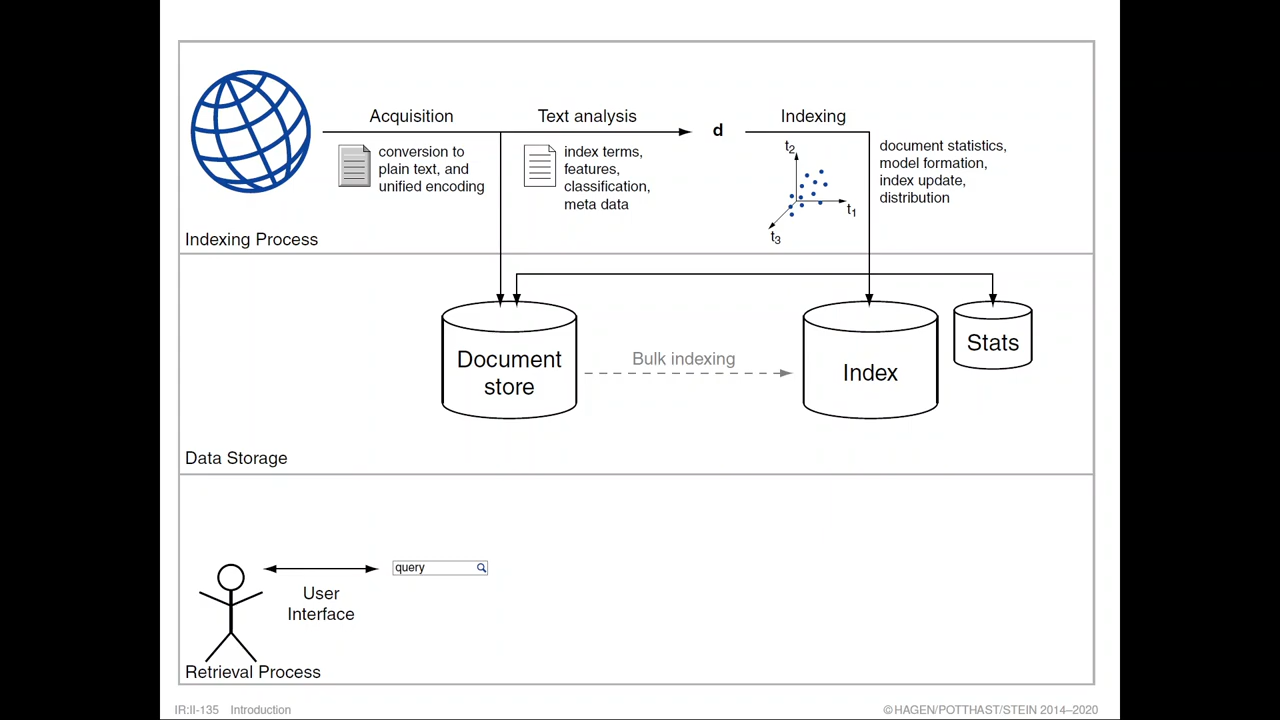 Acquisition
conversion to
plain text, and
unified encoding
Text analysis
index terms,
features,
classification,
meta data
d
Indexing
t2
t1
t3
document statistics,
model formation,
index update,
distribution
Indexing Process
Document
store
Bulk indexing
Index
Stats
Data Storage
query
User
Interface
Retrieval Process
IR:II-135 Introduction
©HAGEN/POTTHAST/STEIN 2014–2020